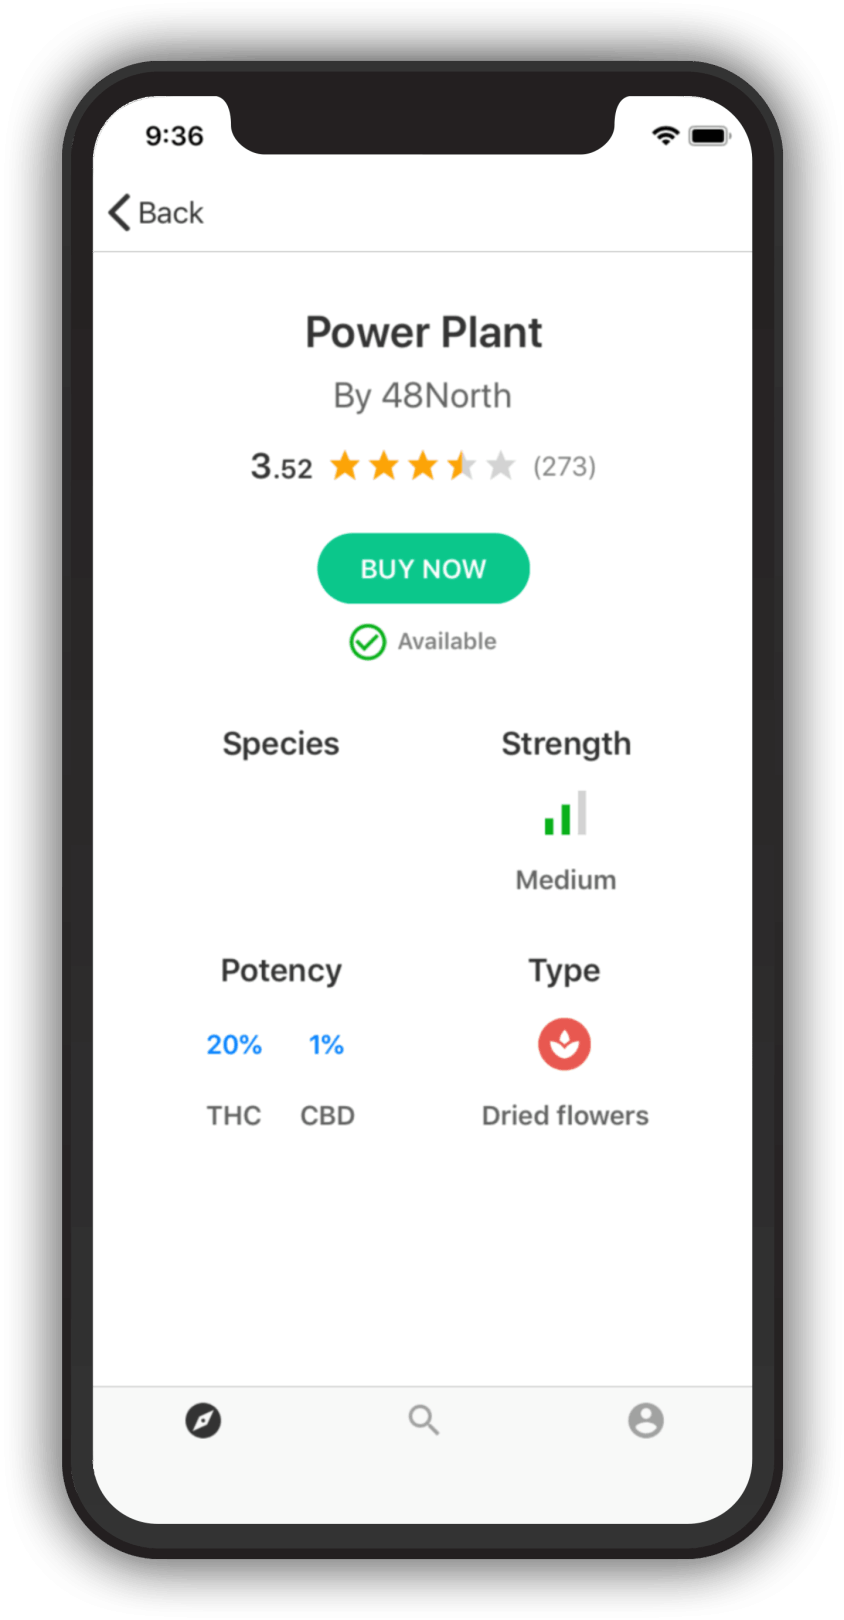 9:36
Back
Power Plant
By 48North
3.52 (273)
BUY NOW
Available
Species Strength
Medium
Potency Type
20% 1%
THC CBD Dried flowers